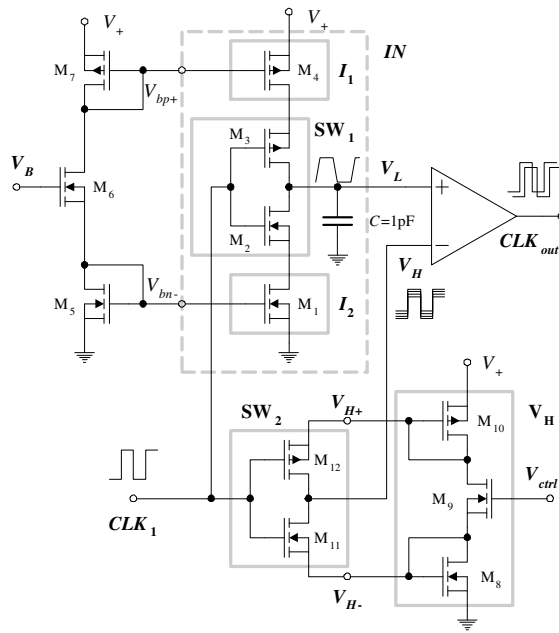 V+
V+
IN
M7
M4
I1
Vbp+
M3
SW1
VB
M6
VL
+
C=1pF
CLKout
M2
−
VH
Vbn-
M5
M1
I2
V+
SW2
VH+
VH
M10
M12
Vctrl
M9
CLK1
M11
M8
VH-